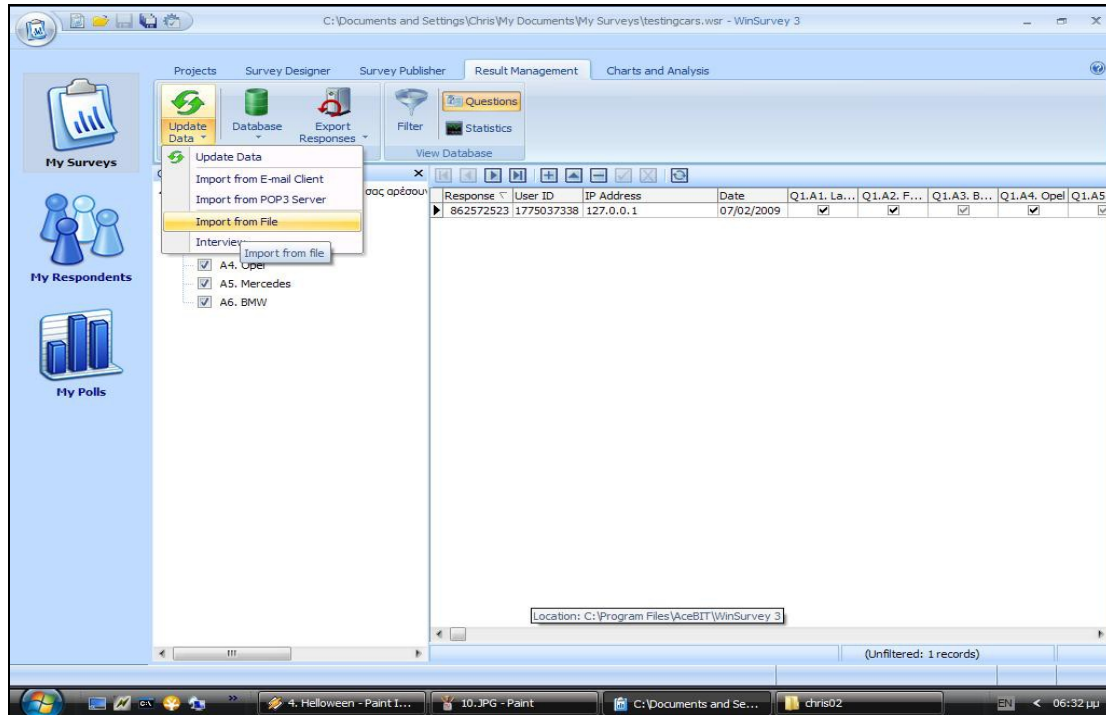 C:\Documents and Settings\Chris\My Documents\My Surveys\testingcars.wsr - WinSurvey 3
Projects Survey Designer Survey Publisher Result Management Charts and Analysis
Update Data
Database
Export Responses
Filter
Questions
Statistics
View Database
My Surveys
My Respondents
My Polls
Update Data
Import from E-mail Client
Import from POP3 Server
Import from File
Interview
Import from file
σας αρέσουν
A4. Opel
A5. Mercedes
A6. BMW
Response User ID IP Address Date Q1.A1. La... Q1.A2. F... Q1.A3. B... Q1.A4. Opel Q1.A5
862572523 1775037338 127.0.0.1 07/02/2009
Location: C:\Program Files\AceBIT\WinSurvey 3
(Unfiltered: 1 records)
4. Helloween - Paint I... 10.JPG - Paint C:\Documents and Se... chris02 EN 06:32 μμ